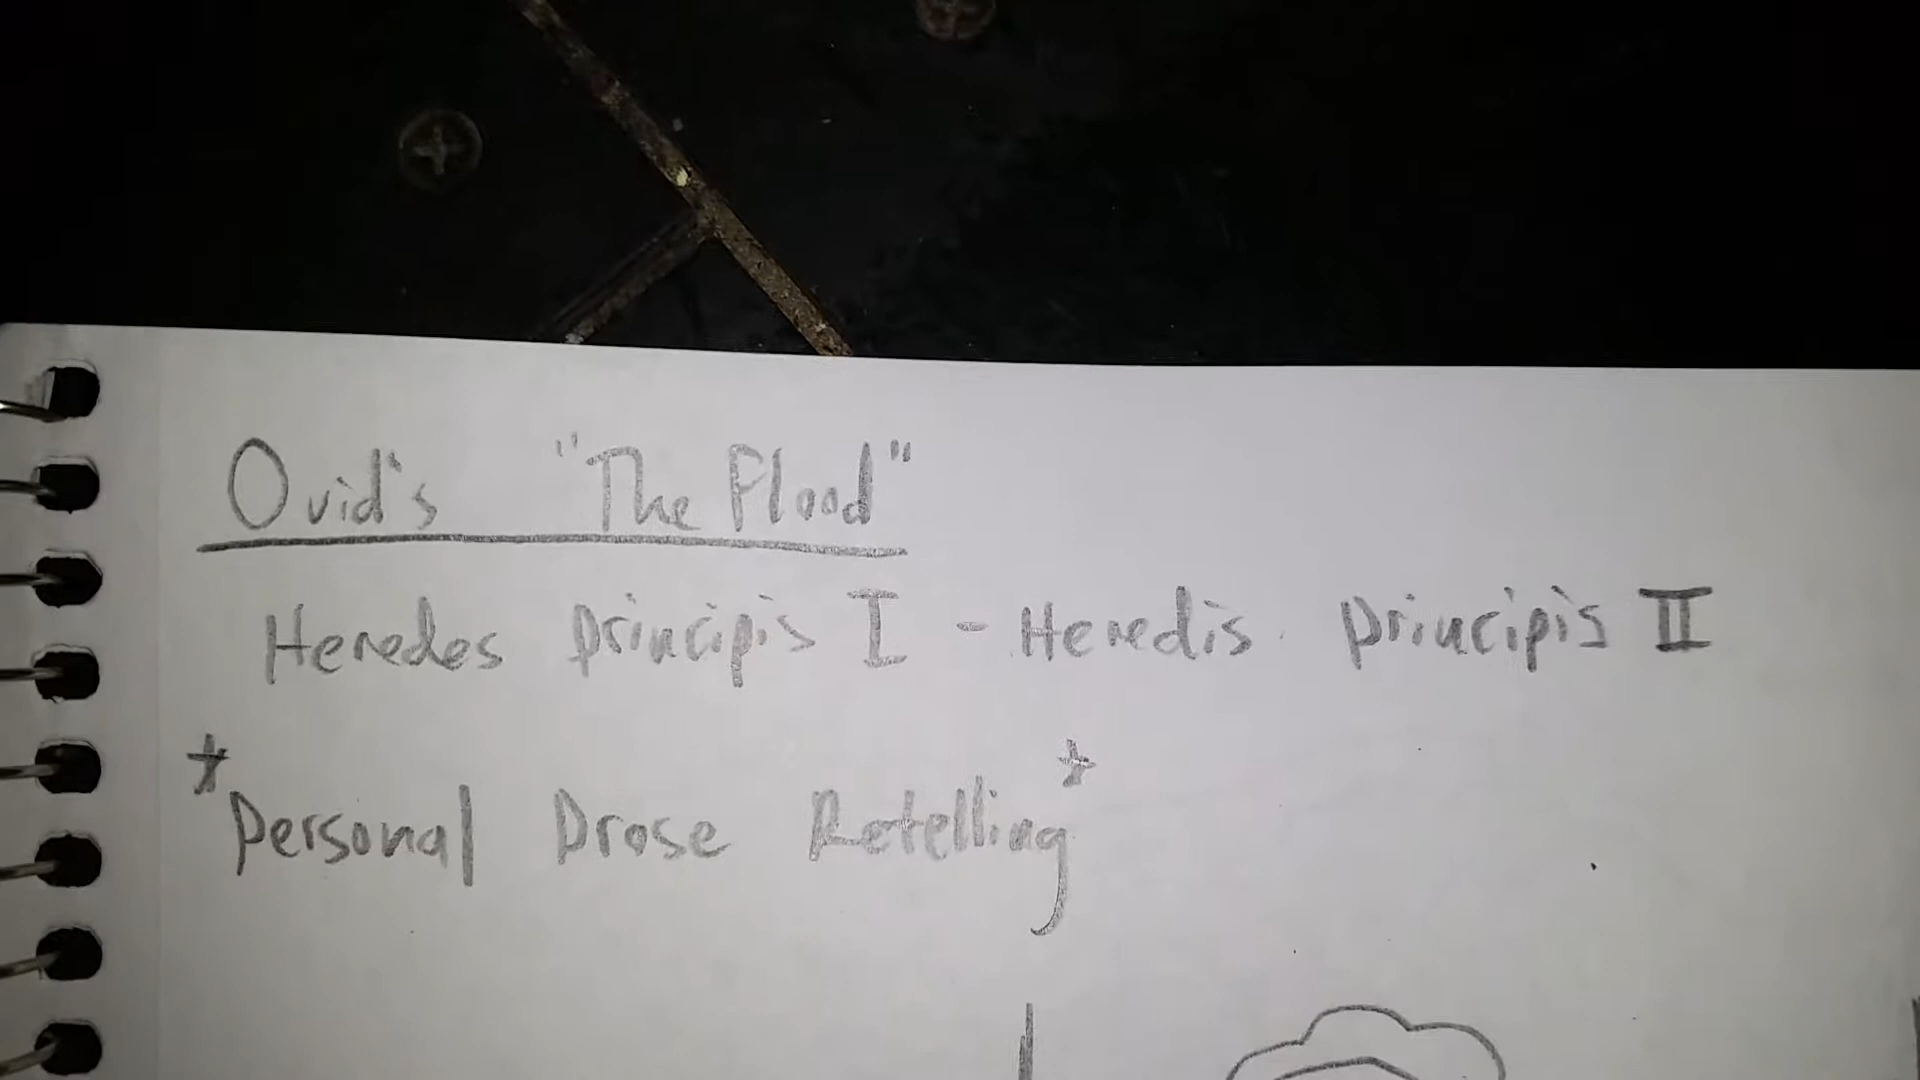 Ovid's "The Flood"
Heredes Principis I - Heredis Principis II
*Personal Prose Retelling*